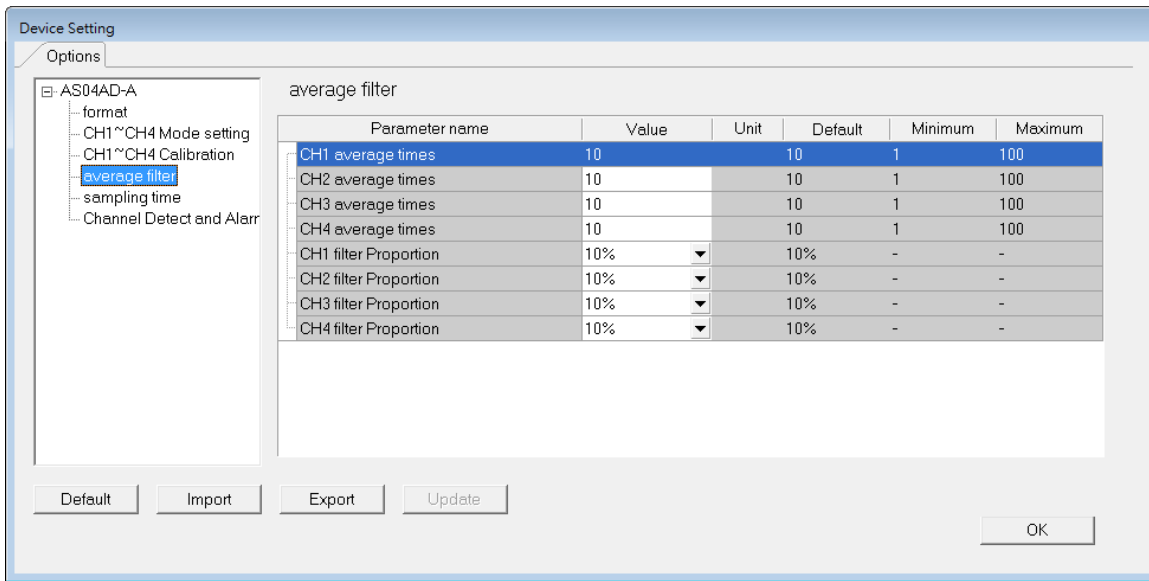 Device Setting
Options
AS04AD-A
format
CH1~CH4 Mode setting
CH1~CH4 Calibration
average filter
sampling time
Channel Detect and Alarr
average filter
Parameter name Value Unit Default Minimum Maximum
CH1 average times 10 10 1 100
CH2 average times 10 10 1 100
CH3 average times 10 10 1 100
CH4 average times 10 10 1 100
CH1 filter Proportion 10% 10% - -
CH2 filter Proportion 10% 10% - -
CH3 filter Proportion 10% 10% - -
CH4 filter Proportion 10% 10% - -
Default Import Export Update
OK